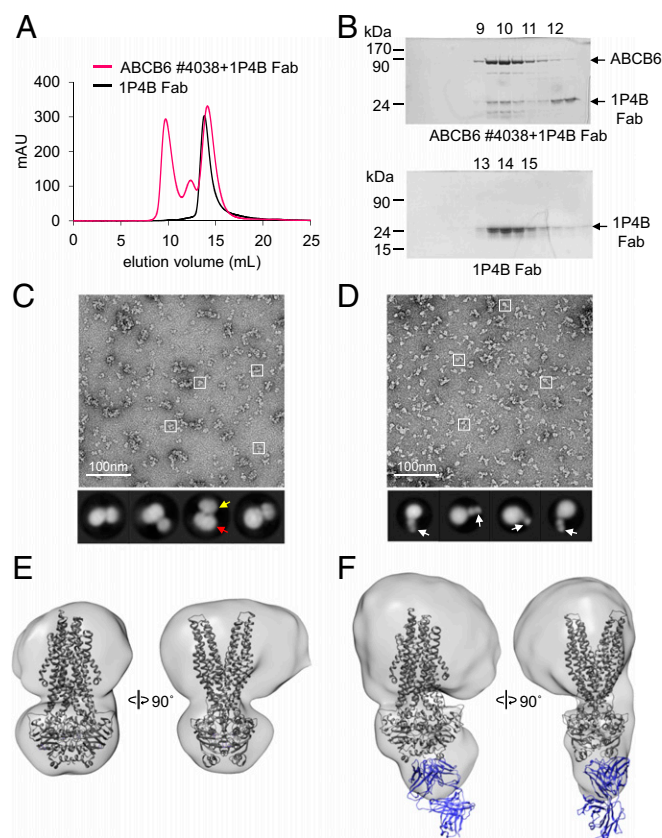 A
ABCB6 #4038+1P4B Fab
1P4B Fab
mAU
400
300
200
100
0
0 5 10 15 20 25
elution volume (mL)
B
kDa 9 10 11 12
170
90
24
ABCB6
1P4B
Fab
ABCB6 #4038+1P4B Fab
kDa 13 14 15
90
24
15
1P4B
Fab
1P4B Fab
C
100nm
D
100nm
E
90°
F
90°